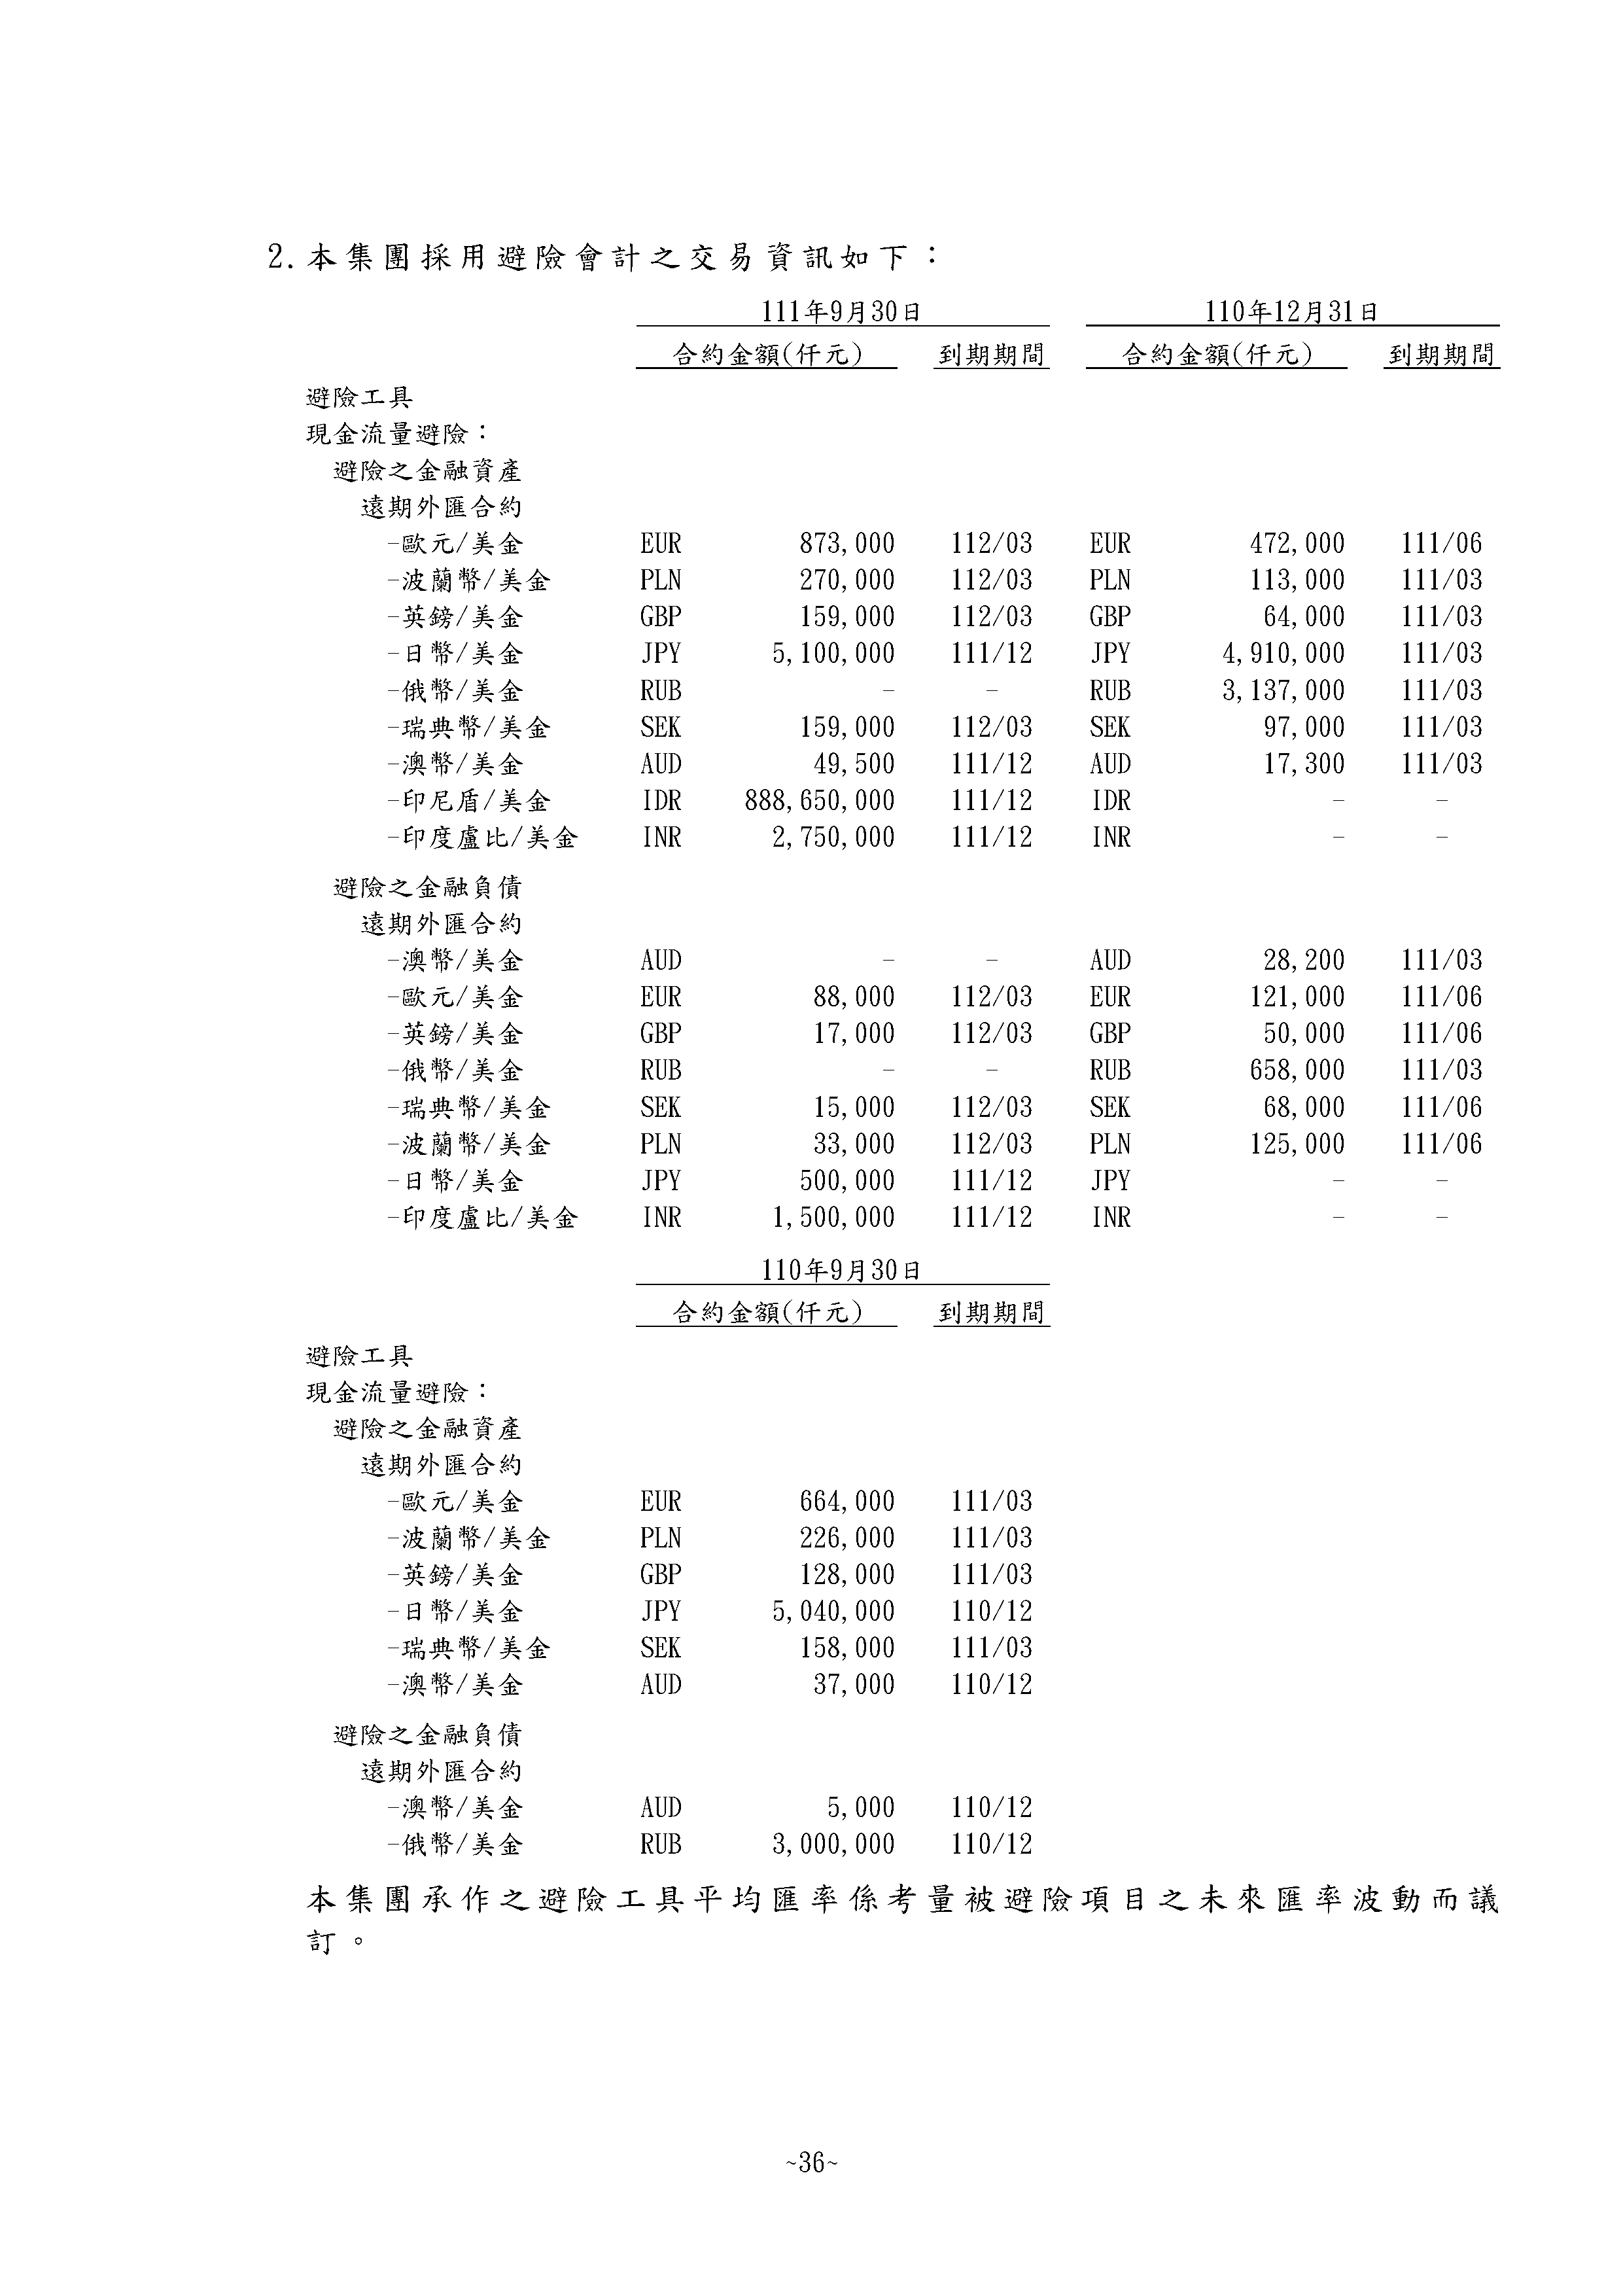 2.本集團採用避險會計之交易資訊如下：
111年9月30日 110年12月31日
合約金額(仟元) 到期期間 合約金額(仟元) 到期期間
避險工具
現金流量避險：
避險之金融資產
遠期外匯合約
-歐元/美金 EUR 873,000 112/03 EUR 472,000 111/06
-波蘭幣/美金 PLN 270,000 112/03 PLN 113,000 111/03
-英鎊/美金 GBP 159,000 112/03 GBP 64,000 111/03
-日幣/美金 JPY 5,100,000 111/12 JPY 4,910,000 111/03
-俄幣/美金 RUB - - RUB 3,137,000 111/03
-瑞典幣/美金 SEK 159,000 112/03 SEK 97,000 111/03
-澳幣/美金 AUD 49,500 111/12 AUD 17,300 111/03
-印尼盾/美金 IDR 888,650,000 111/12 IDR - -
-印度盧比/美金 INR 2,750,000 111/12 INR - -
避險之金融負債
遠期外匯合約
-澳幣/美金 AUD - - AUD 28,200 111/03
-歐元/美金 EUR 88,000 112/03 EUR 121,000 111/06
-英鎊/美金 GBP 17,000 112/03 GBP 50,000 111/06
-俄幣/美金 RUB - - RUB 658,000 111/03
-瑞典幣/美金 SEK 15,000 112/03 SEK 68,000 111/06
-波蘭幣/美金 PLN 33,000 112/03 PLN 125,000 111/06
-日幣/美金 JPY 500,000 111/12 JPY - -
-印度盧比/美金 INR 1,500,000 111/12 INR - -
110年9月30日
合約金額(仟元) 到期期間
避險工具
現金流量避險：
避險之金融資產
遠期外匯合約
-歐元/美金 EUR 664,000 111/03
-波蘭幣/美金 PLN 226,000 111/03
-英鎊/美金 GBP 128,000 111/03
-日幣/美金 JPY 5,040,000 110/12
-瑞典幣/美金 SEK 158,000 111/03
-澳幣/美金 AUD 37,000 110/12
避險之金融負債
遠期外匯合約
-澳幣/美金 AUD 5,000 110/12
-俄幣/美金 RUB 3,000,000 110/12
本集團承作之避險工具平均匯率係考量被避險項目之未來匯率波動而議
訂。
~36~